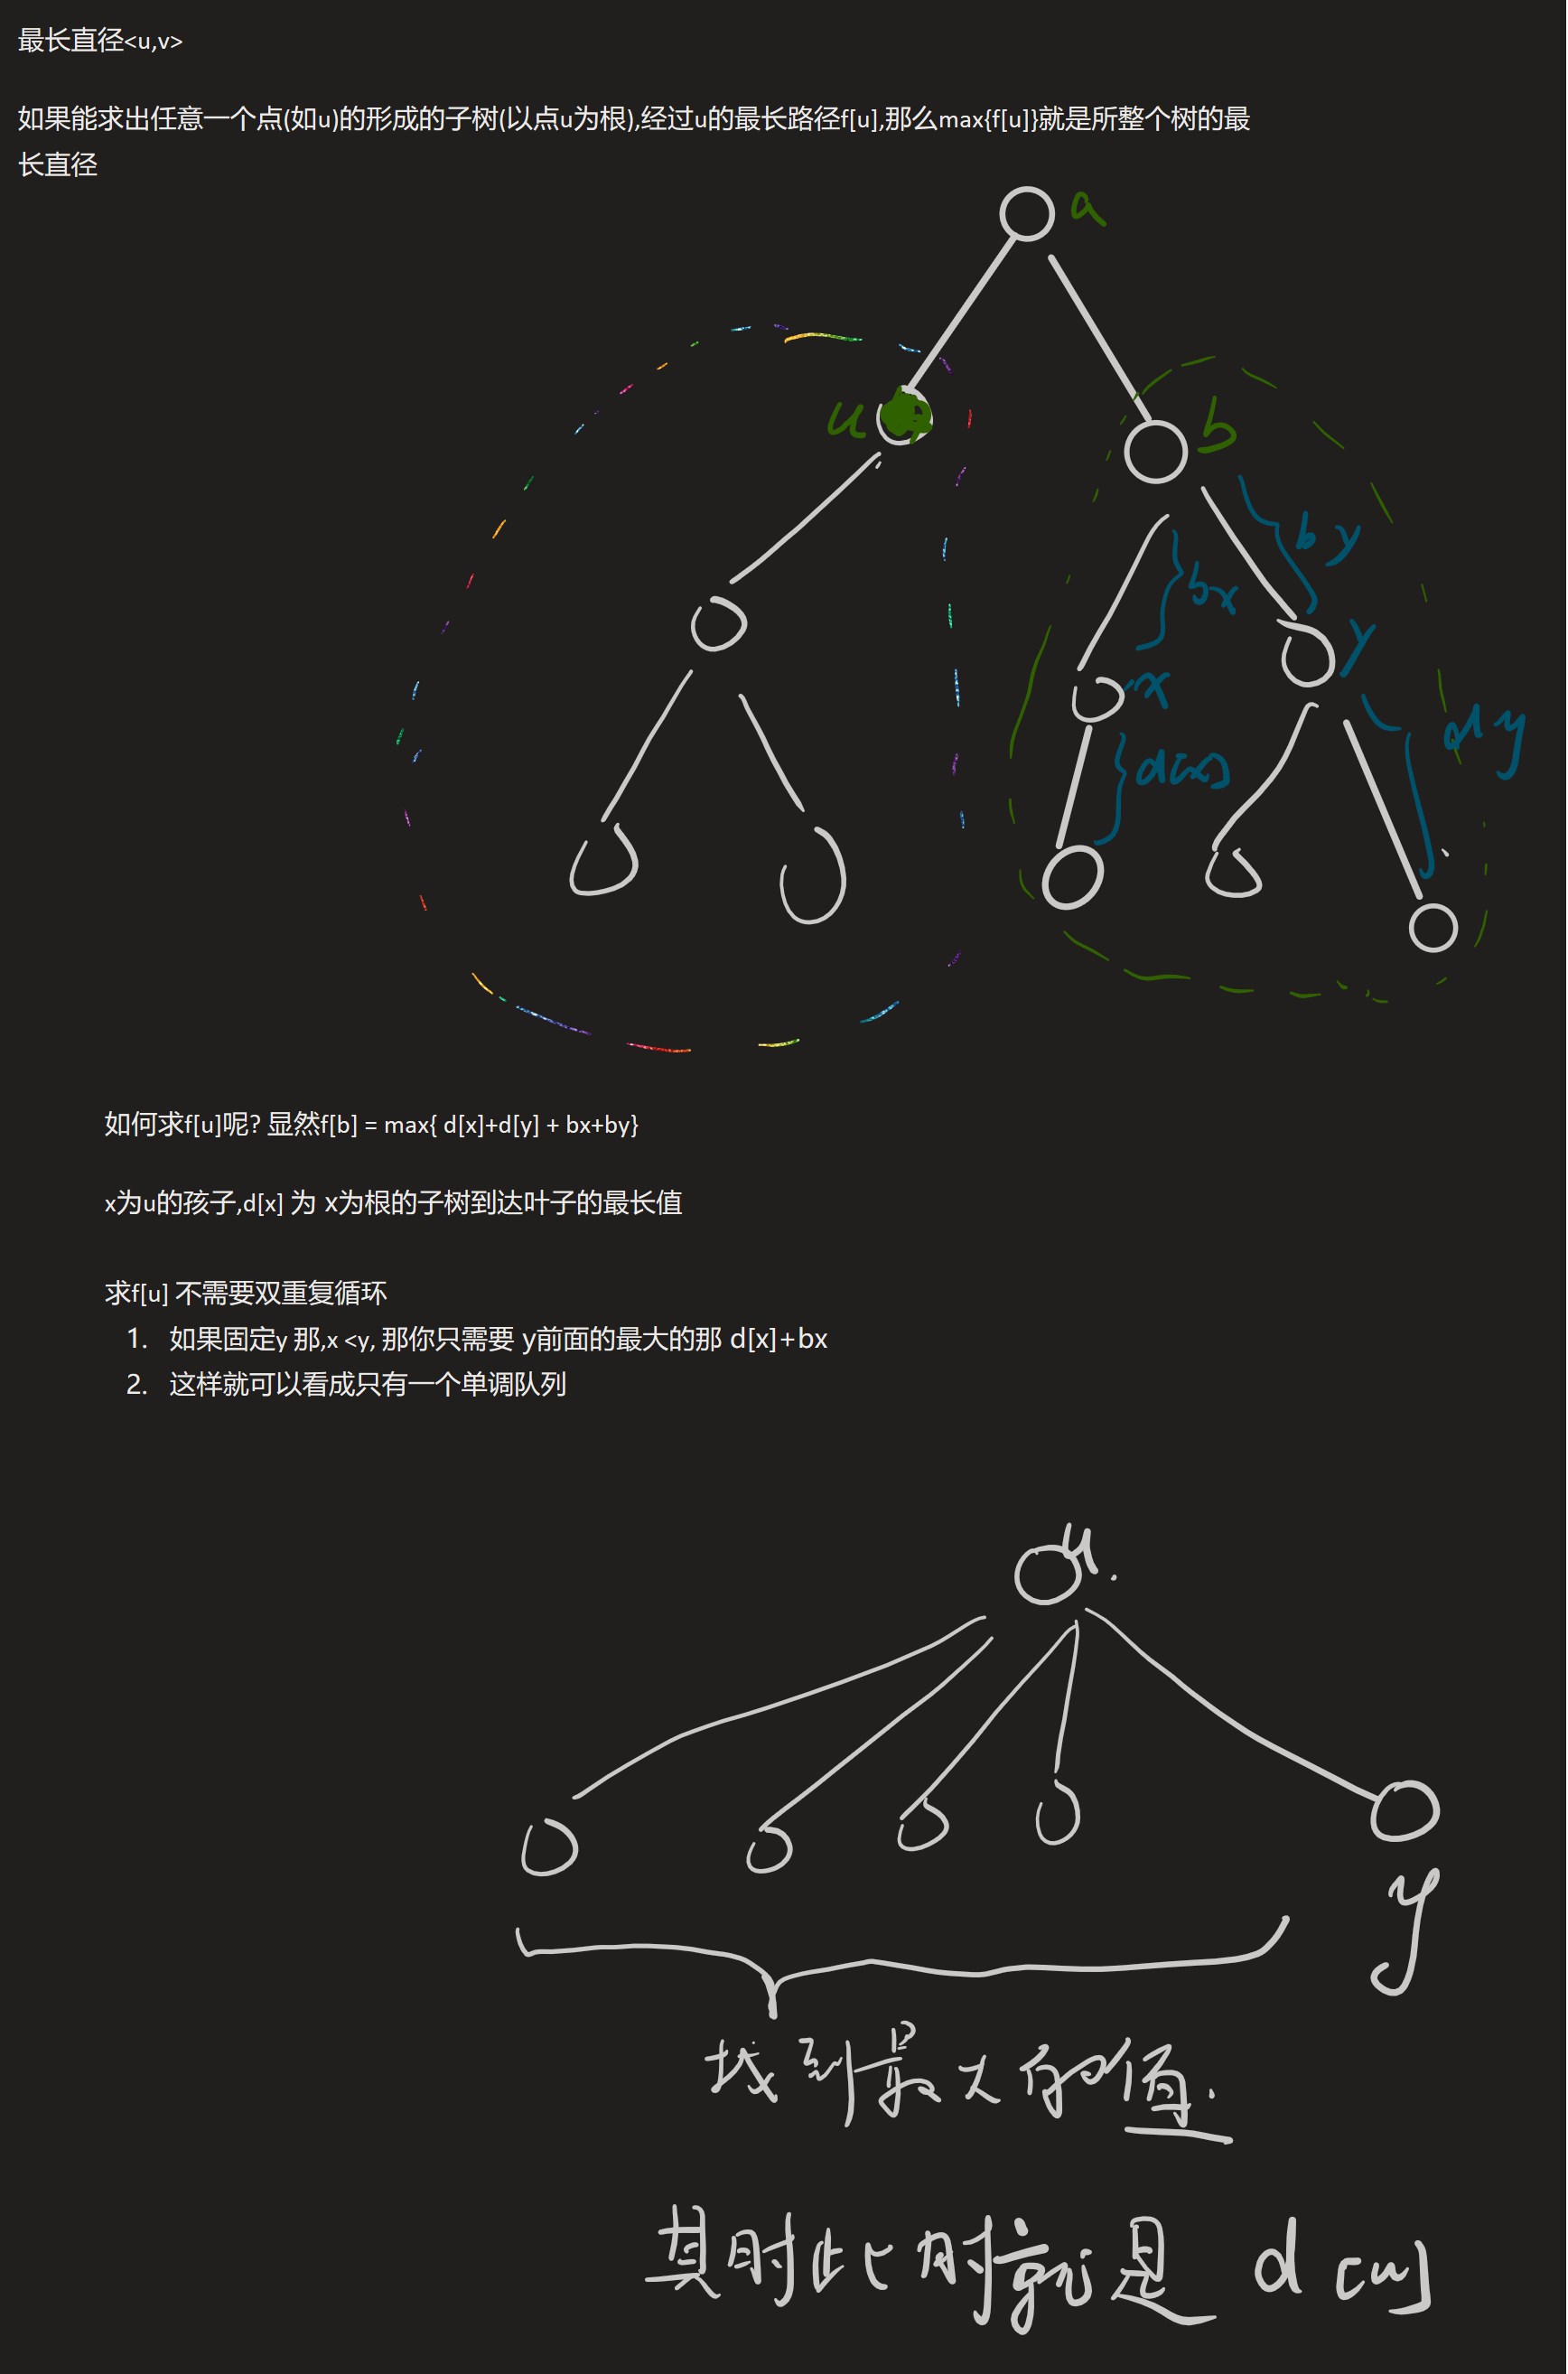 最长直径<u,v>
如果能求出任意一个点(如u)的形成的子树(以点u为根),经过u的最长路径f[u],那么max{f[u]}就是所整个树的最
长直径
a
u
b
by
bx
y
x
dy
d[x]
如何求f[u]呢? 显然f[b] = max{ d[x]+d[y] + bx+by}
x为u的孩子,d[x] 为 x为根的子树到达叶子的最长值
求f[u] 不需要双重复循环
1. 如果固定y 那,x <y, 那你只需要 y前面的最大的那 d[x]+bx
2. 这样就可以看成只有一个单调队列
u.
y
找到最大的值.
其时此时就是 d[u]